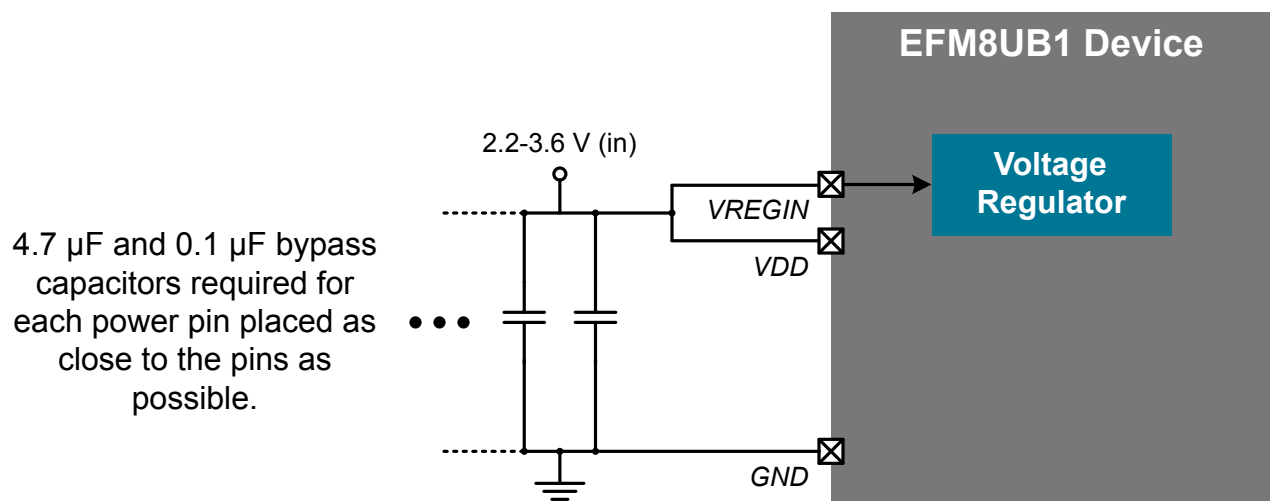 EFM8UB1 Device
2.2-3.6 V (in)
Voltage
Regulator
VREGIN
VDD
4.7 µF and 0.1 µF bypass
capacitors required for
each power pin placed as
close to the pins as
possible.
GND